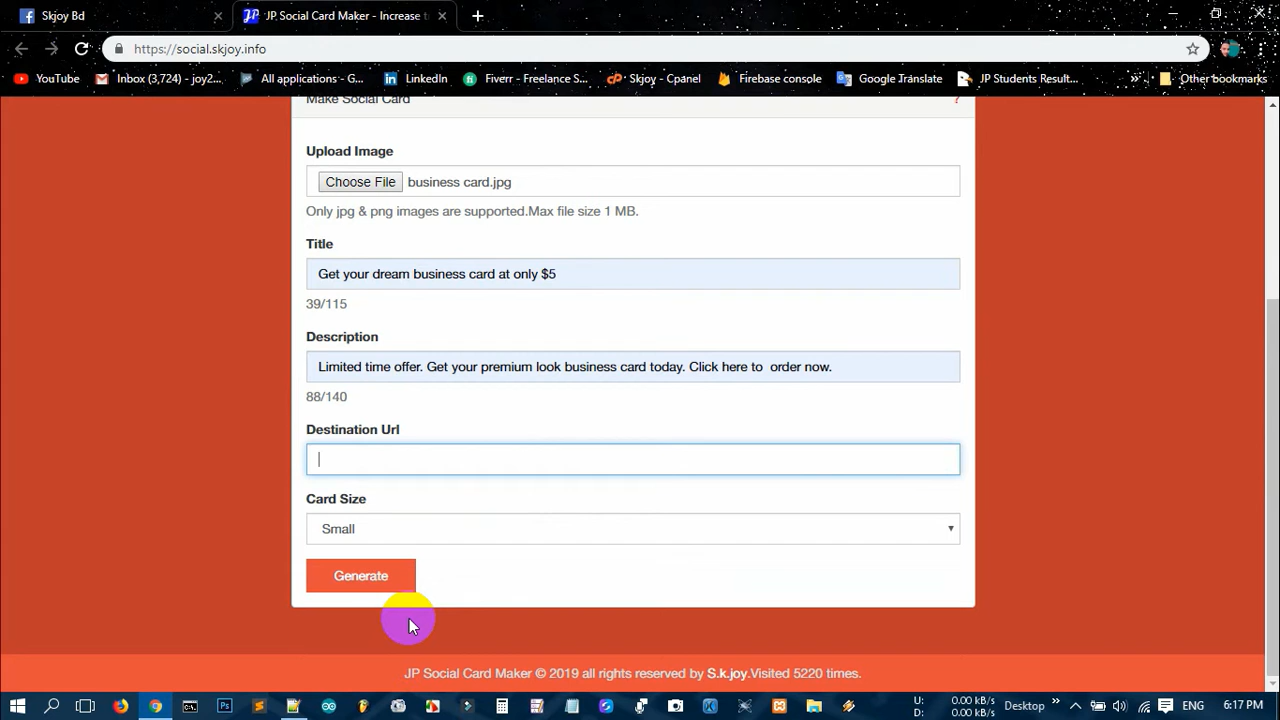 Skjoy Bd
JP Social Card Maker - Increase t
https://social.skjoy.info
YouTube
Inbox (3,724) - joy2...
All applications - G...
LinkedIn
Fiverr - Freelance S...
Skjoy - Cpanel
Firebase console
Google Translate
JP Students Result...
»
Other bookmarks
Make Social Card
?
Upload Image
Choose File business card.jpg
Only jpg & png images are supported.Max file size 1 MB.
Title
Get your dream business card at only $5
39/115
Description
Limited time offer. Get your premium look business card today. Click here to  order now.
88/140
Destination Url
Card Size
Small
Generate
JP Social Card Maker © 2019 all rights reserved by S.k.joy.Visited 5220 times.
U: 0.00 kB/s
D: 0.00 kB/s
Desktop
»
ENG
6:17 PM